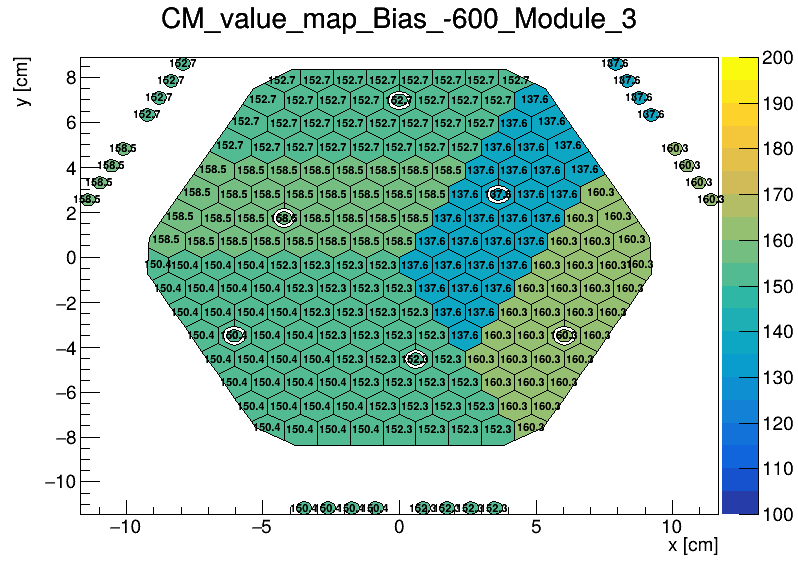 CM_value_map_Bias_-600_Module_3
y [cm]
152.7 137.6
152.7 152.7 152.7 152.7 152.7 152.7 152.7 152.7 152.7 137.6
152.7 152.7 152.7 152.7 152.7 152.7 152.7 152.7 152.7 137.6 137.6
152.7 137.6
152.7 152.7 152.7 152.7 152.7 152.7 152.7 152.7 137.6 137.6
158.5 152.7 152.7 152.7 152.7 152.7 152.7 152.7 152.7 137.6 137.6 137.6 160.3
158.5 158.5 158.5 158.5 158.5 158.5 158.5 158.5 158.5 137.6 137.6 137.6 137.6 160.3
158.5 160.3
158.5 158.5 158.5 158.5 158.5 158.5 158.5 158.5 137.6 137.6 137.6 137.6 160.3
158.5 160.3
158.5 158.5 158.5 158.5 158.5 158.5 158.5 158.5 137.6 137.6 137.6 137.6 160.3 160.3
158.5 158.5 158.5 158.5 158.5 158.5 158.5 158.5 137.6 137.6 137.6 137.6 160.3 160.3 160.3
150.4 150.4 150.4 150.4 152.3 152.3 152.3 152.3 137.6 137.6 137.6 137.6 160.3 160.3 160.3 160.3
150.4 150.4 150.4 150.4 152.3 152.3 152.3 152.3 137.6 137.6 137.6 160.3 160.3 160.3 160.3
150.4 150.4 150.4 150.4 152.3 152.3 152.3 152.3 137.6 137.6 160.3 160.3 160.3 160.3
150.4 150.4 150.4 150.4 152.3 152.3 152.3 152.3 137.6 160.3 160.3 160.3 160.3
150.4 150.4 150.4 150.4 152.3 152.3 152.3 152.3 160.3 160.3 160.3 160.3
150.4 150.4 150.4 150.4 152.3 152.3 152.3 152.3 160.3 160.3 160.3
150.4 150.4 150.4 150.4 152.3 152.3 152.3 152.3 160.3 160.3
150.4 150.4 150.4 150.4 152.3 152.3 152.3 152.3 160.3
150.4 150.4 150.4 150.4 152.3 152.3 152.3 152.3
8
6
4
2
0
−2
−4
−6
−8
−10
−10 −5 0 5 10
x [cm]
200
190
180
170
160
150
140
130
120
110
100